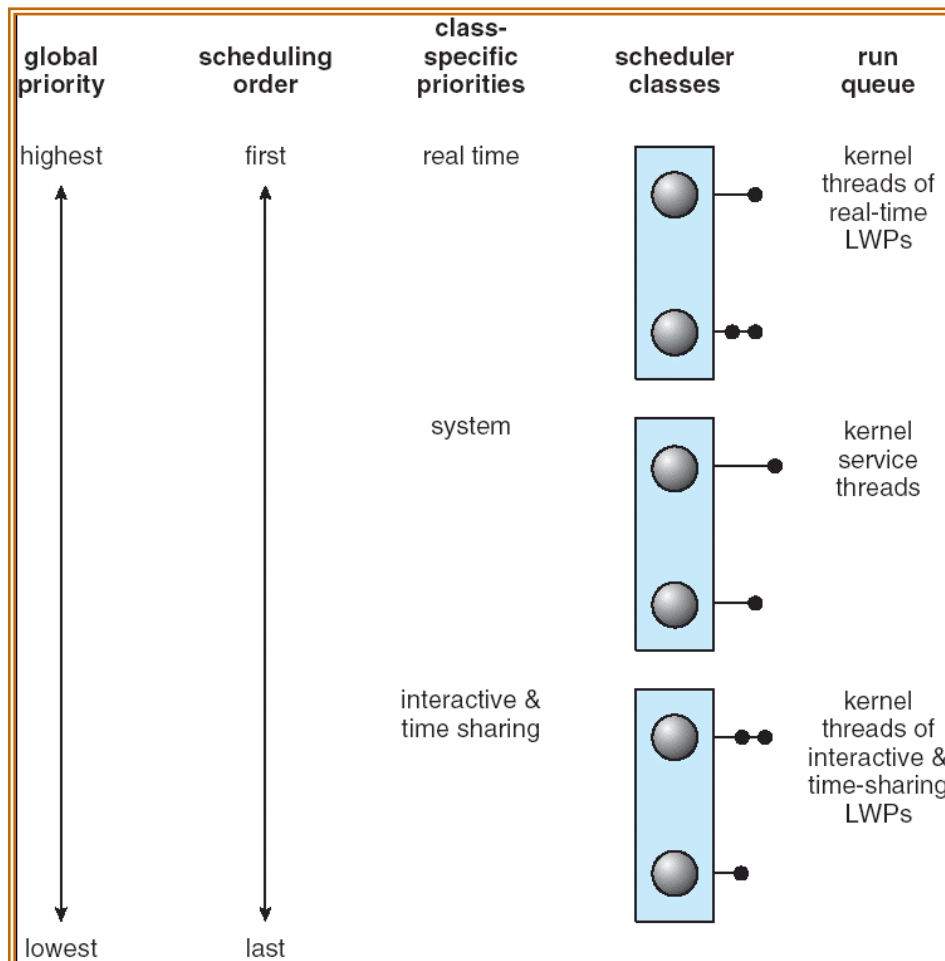 global
priority
scheduling
order
class-
specific
priorities
scheduler
classes
run
queue
highest
first
real time
kernel
threads of
real-time
LWPs
system
kernel
service
threads
interactive &
time sharing
kernel
threads of
interactive &
time-sharing
LWPs
lowest
last